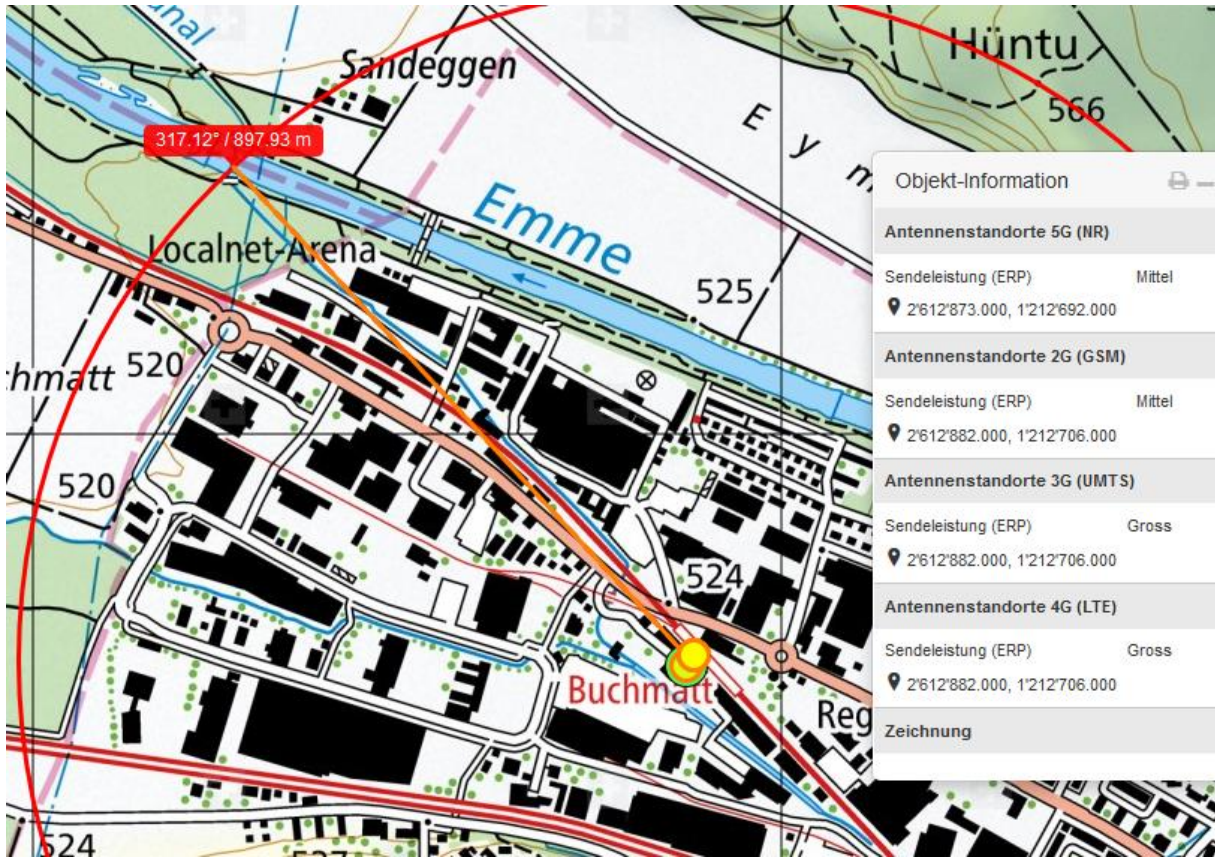 anal
Sandeggen
Hüntu
566
E y m
317.12° / 897.93 m
Localnet-Arena
Emme
525
hmatt
520
520
524
Buchmatt
Reg
524
Objekt-Information
Antennenstandorte 5G (NR)
Sendeleistung (ERP) Mittel
2'612'873.000, 1'212'692.000
Antennenstandorte 2G (GSM)
Sendeleistung (ERP) Mittel
2'612'882.000, 1'212'706.000
Antennenstandorte 3G (UMTS)
Sendeleistung (ERP) Gross
2'612'882.000, 1'212'706.000
Antennenstandorte 4G (LTE)
Sendeleistung (ERP) Gross
2'612'882.000, 1'212'706.000
Zeichnung